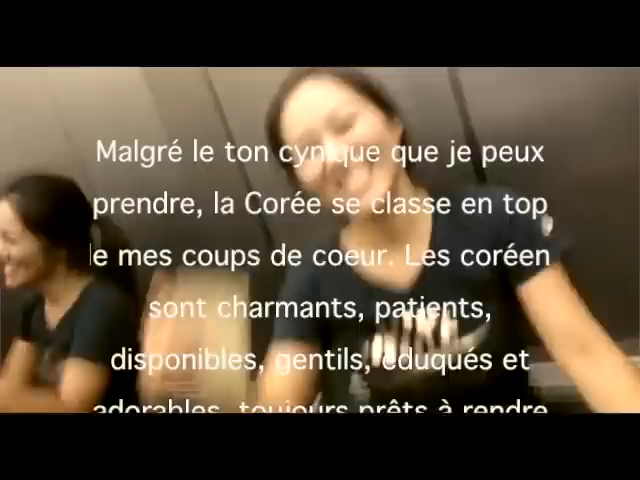 Malgré le ton cynique que je peux
prendre, la Corée se classe en top
de mes coups de coeur. Les coréen
sont charmants, patients,
disponibles, gentils, éduqués et
adorables, toujours prêts à rendre